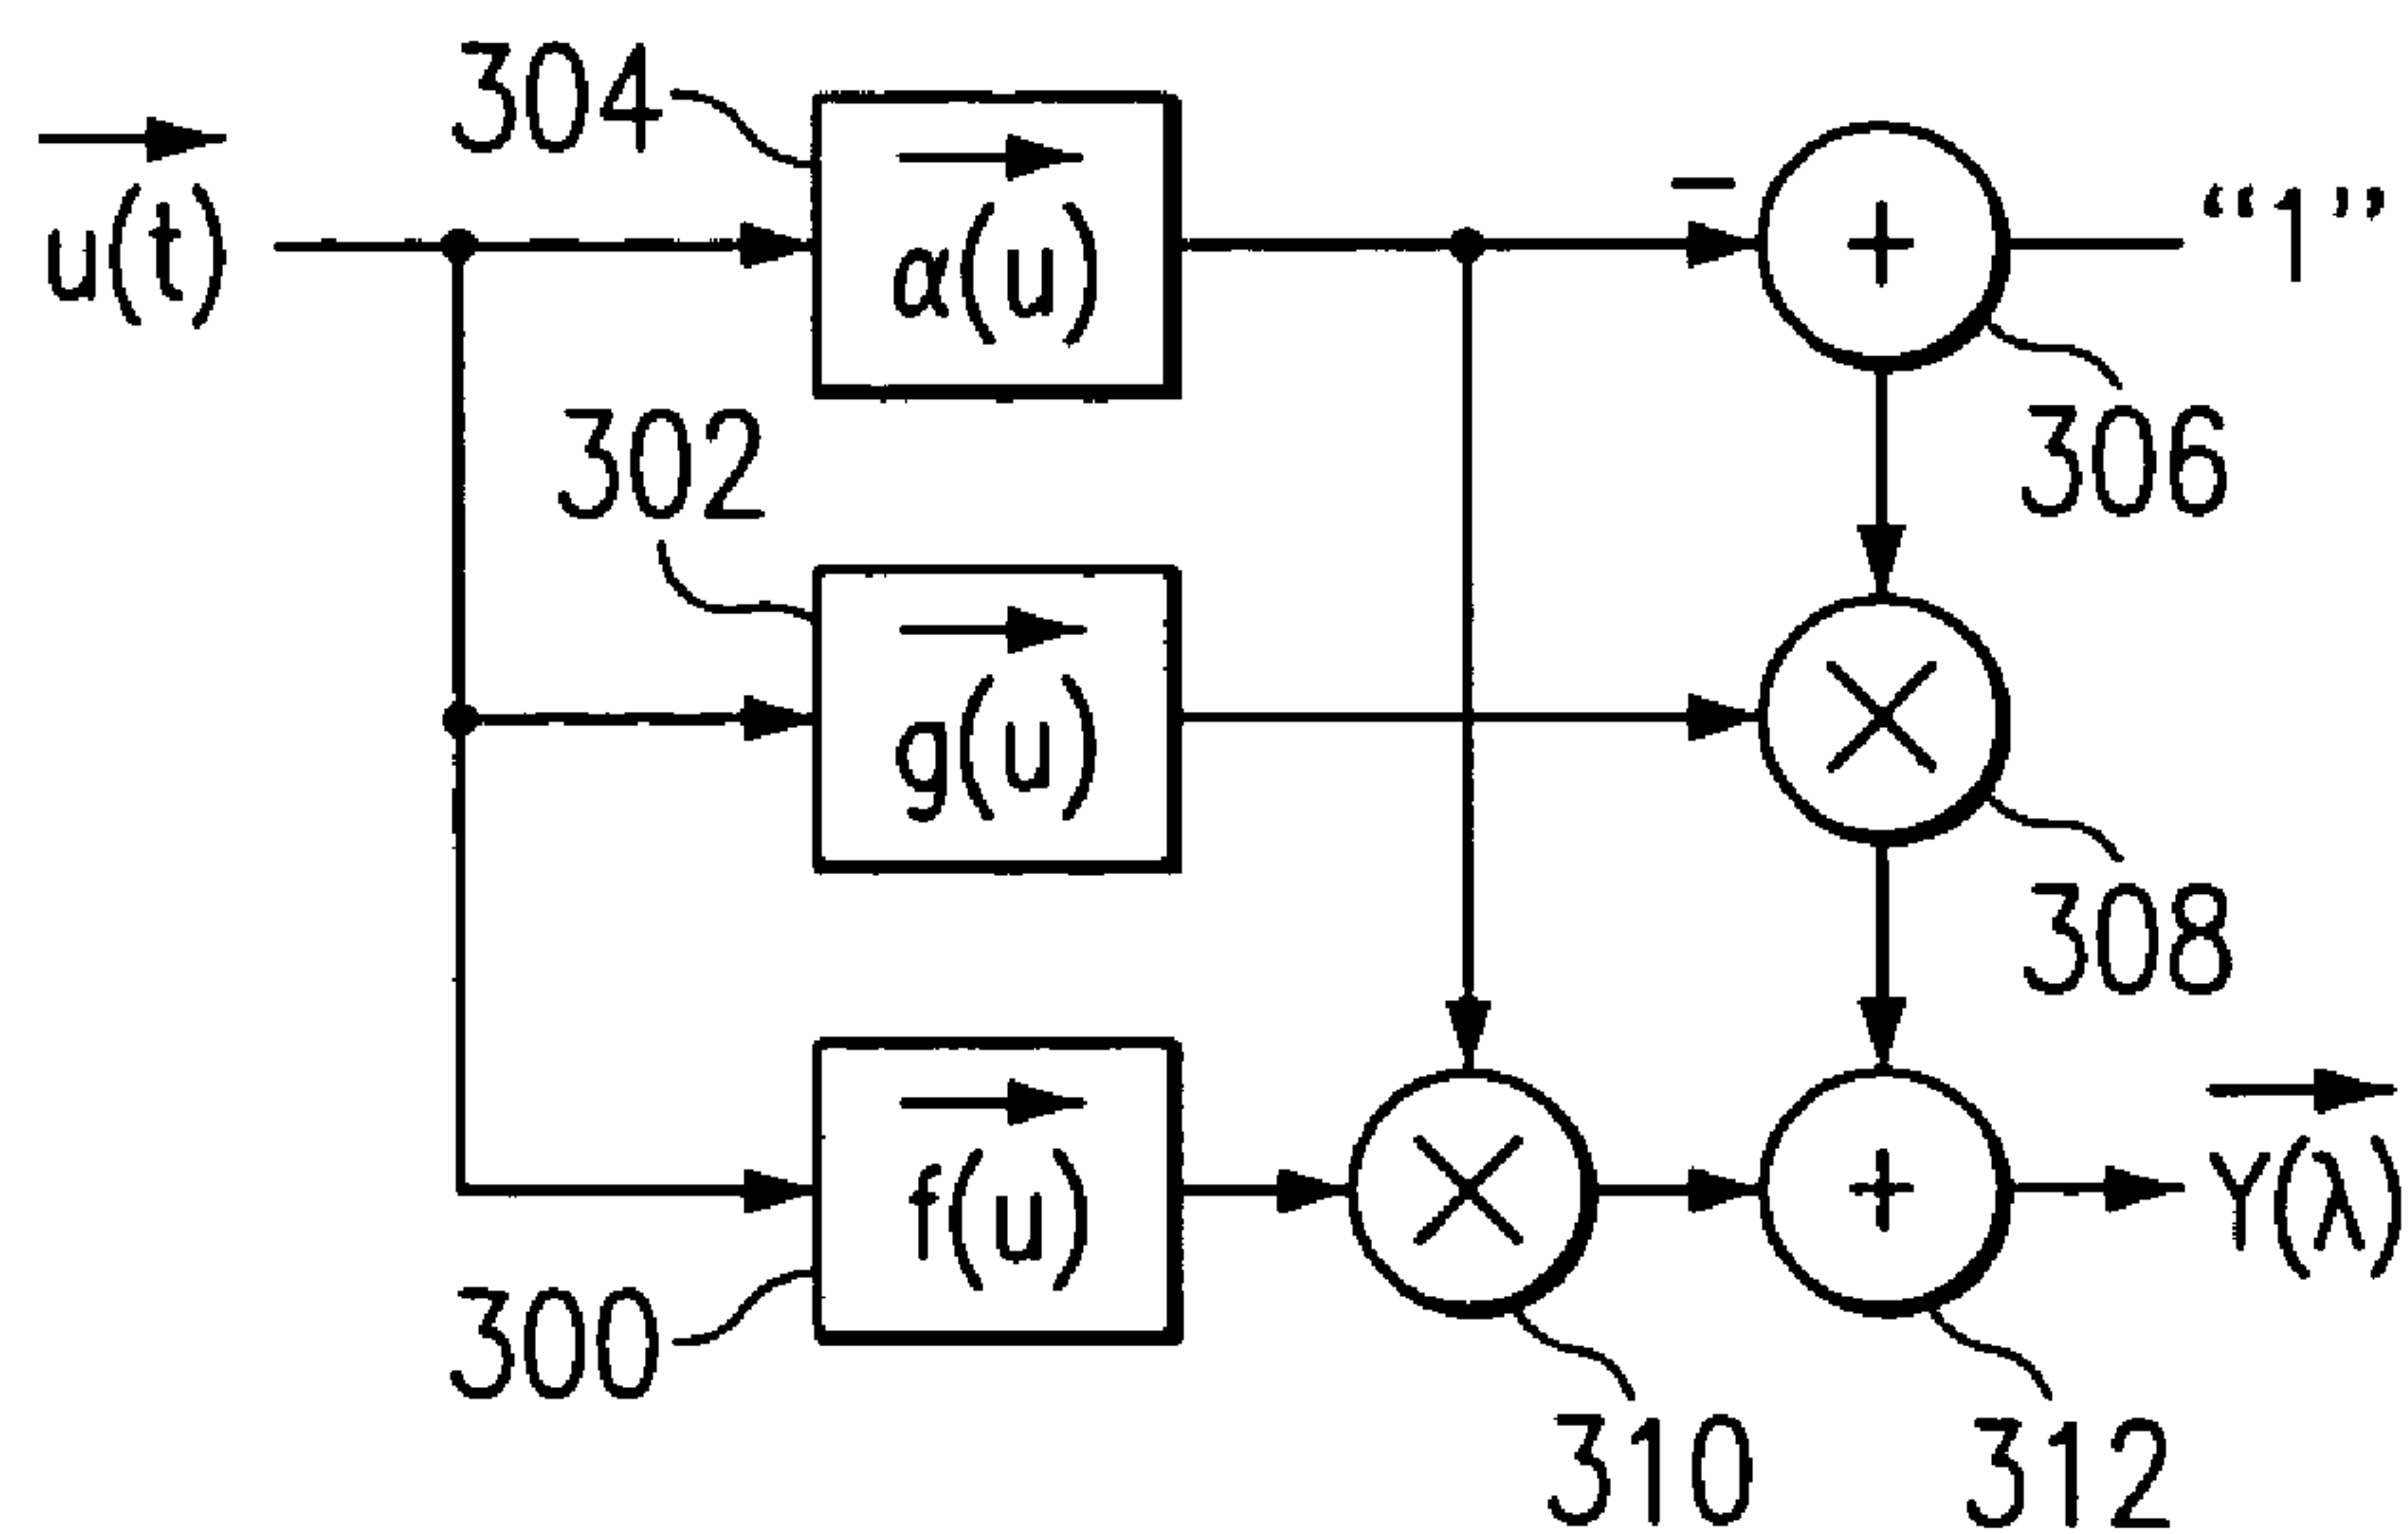 304
u(t)
α(u)
−
+
“1”
306
302
g(u)
×
308
f(u)
×
+
Y(λ)
300
310
312